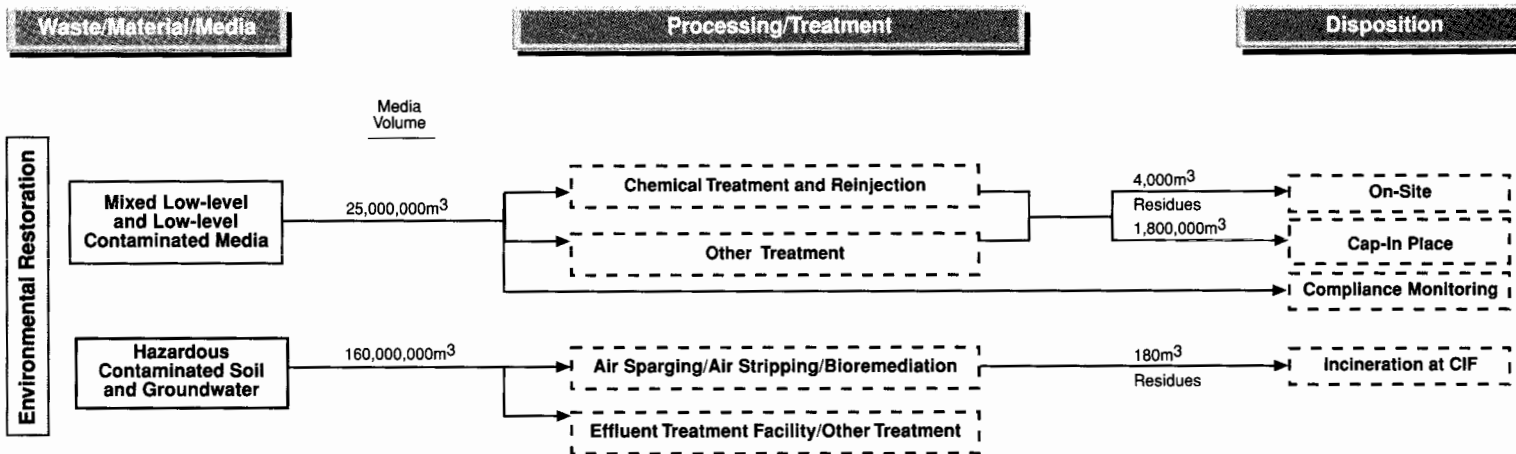 Waste/Material/Media
Processing/Treatment
Disposition
Media
Volume
Environmental Restoration
Mixed Low-level
and Low-level
Contaminated Media
25,000,000m³
Chemical Treatment and Reinjection
Other Treatment
4,000m³
Residues
1,800,000m³
On-Site
Cap-In Place
Compliance Monitoring
Hazardous
Contaminated Soil
and Groundwater
160,000,000m³
Air Sparging/Air Stripping/Bioremediation
180m³
Residues
Incineration at CIF
Effluent Treatment Facility/Other Treatment